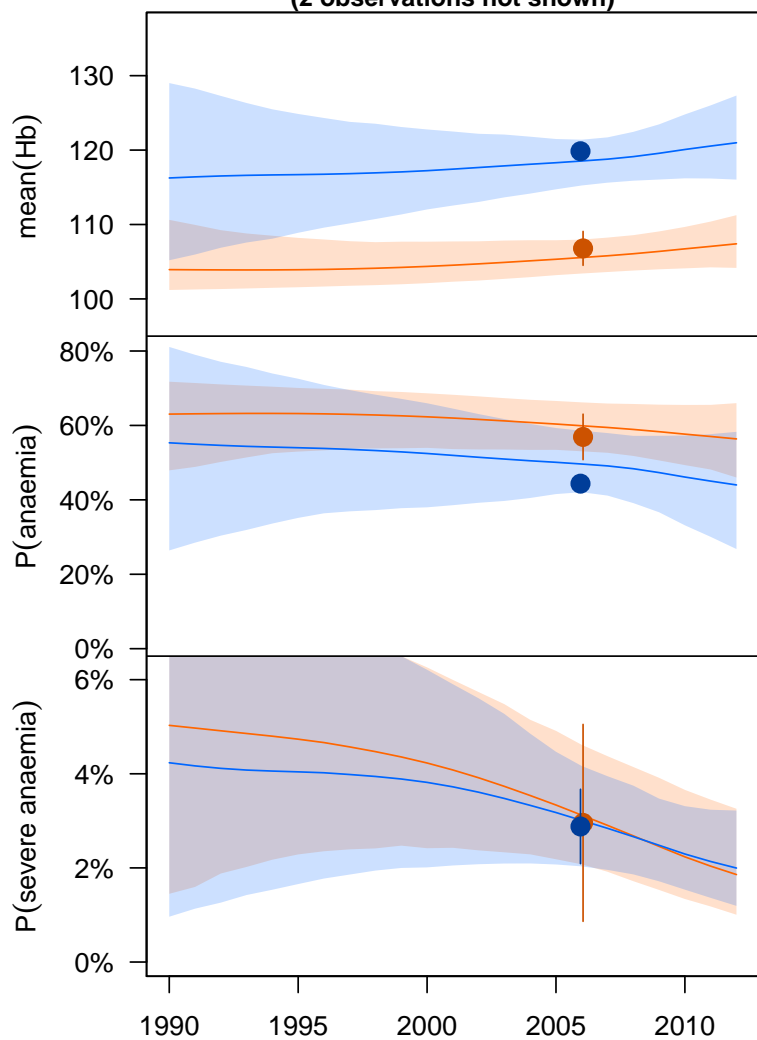 (2 observations not shown)
mean(Hb)
130
120
110
100
P(anaemia)
80%
60%
40%
20%
0%
P(severe anaemia)
6%
4%
2%
0%
1990 1995 2000 2005 2010